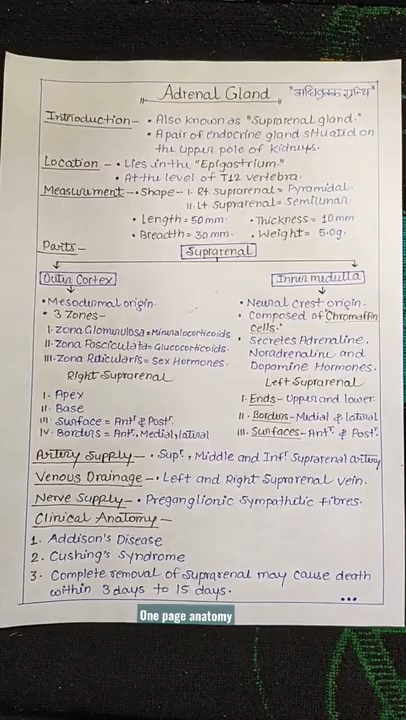 Adrenal Gland "अधिवृक्क ग्रन्थि"
Introduction - • Also known as "Suprarenal gland."
• A pair of endocrine gland situated on
the upper pole of kidneys.
Location - • Lies in the "Epigastrium."
• At the level of T12 vertebra.
Measurement - • Shape - I. Rt suprarenal = Pyramidal.
II. Lt Suprarenal = Semilunar
• Length = 50 mm • Thickness = 10 mm
• Breadth = 30 mm. • Weight = 5.0g.
Parts -
Suprarenal
Outer Cortex
• Mesodermal origin.
• 3 Zones -
I. Zona Glomerulosa = Mineralocorticoids
II. Zona Fasciculata = Glucocorticoids.
III. Zona Reticularis = Sex Hormones.
Right Suprarenal
I. Apex
II. Base
III. Surface = Antr & Postr.
IV. Borders = Antr, Medial, lateral
Inner medulla
• Neural Crest origin.
• Composed of "Chromaffin
cells."
• Secretes Adrenaline,
Noradrenaline and
Dopamine Hormones.
Left Suprarenal
I. Ends - Upper and lower.
II. Borders - Medial & lateral
III. Surfaces - Antr & Postr.
Artery Supply - • Supr, Middle and Infr Suprarenal artery
Venous Drainage - • Left and Right Suprarenal vein.
Nerve Supply - • Preganglionic Sympathetic Fibres.
Clinical Anatomy -
1. Addison's Disease
2. Cushing's Syndrome
3. Complete removal of suprarenal may cause death
within 3 days to 15 days.
One page anatomy